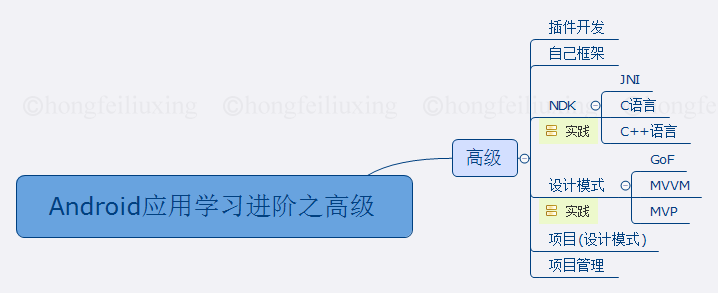 ©hongfeiliuxing ©hongfeiliuxing ©hongfeiliuxing ©hongfeiliuxing
Android应用学习进阶之高级
高级
插件开发
自己框架
NDK
实践
JNI
C语言
C++语言
设计模式
实践
GoF
MVVM
MVP
项目(设计模式)
项目管理